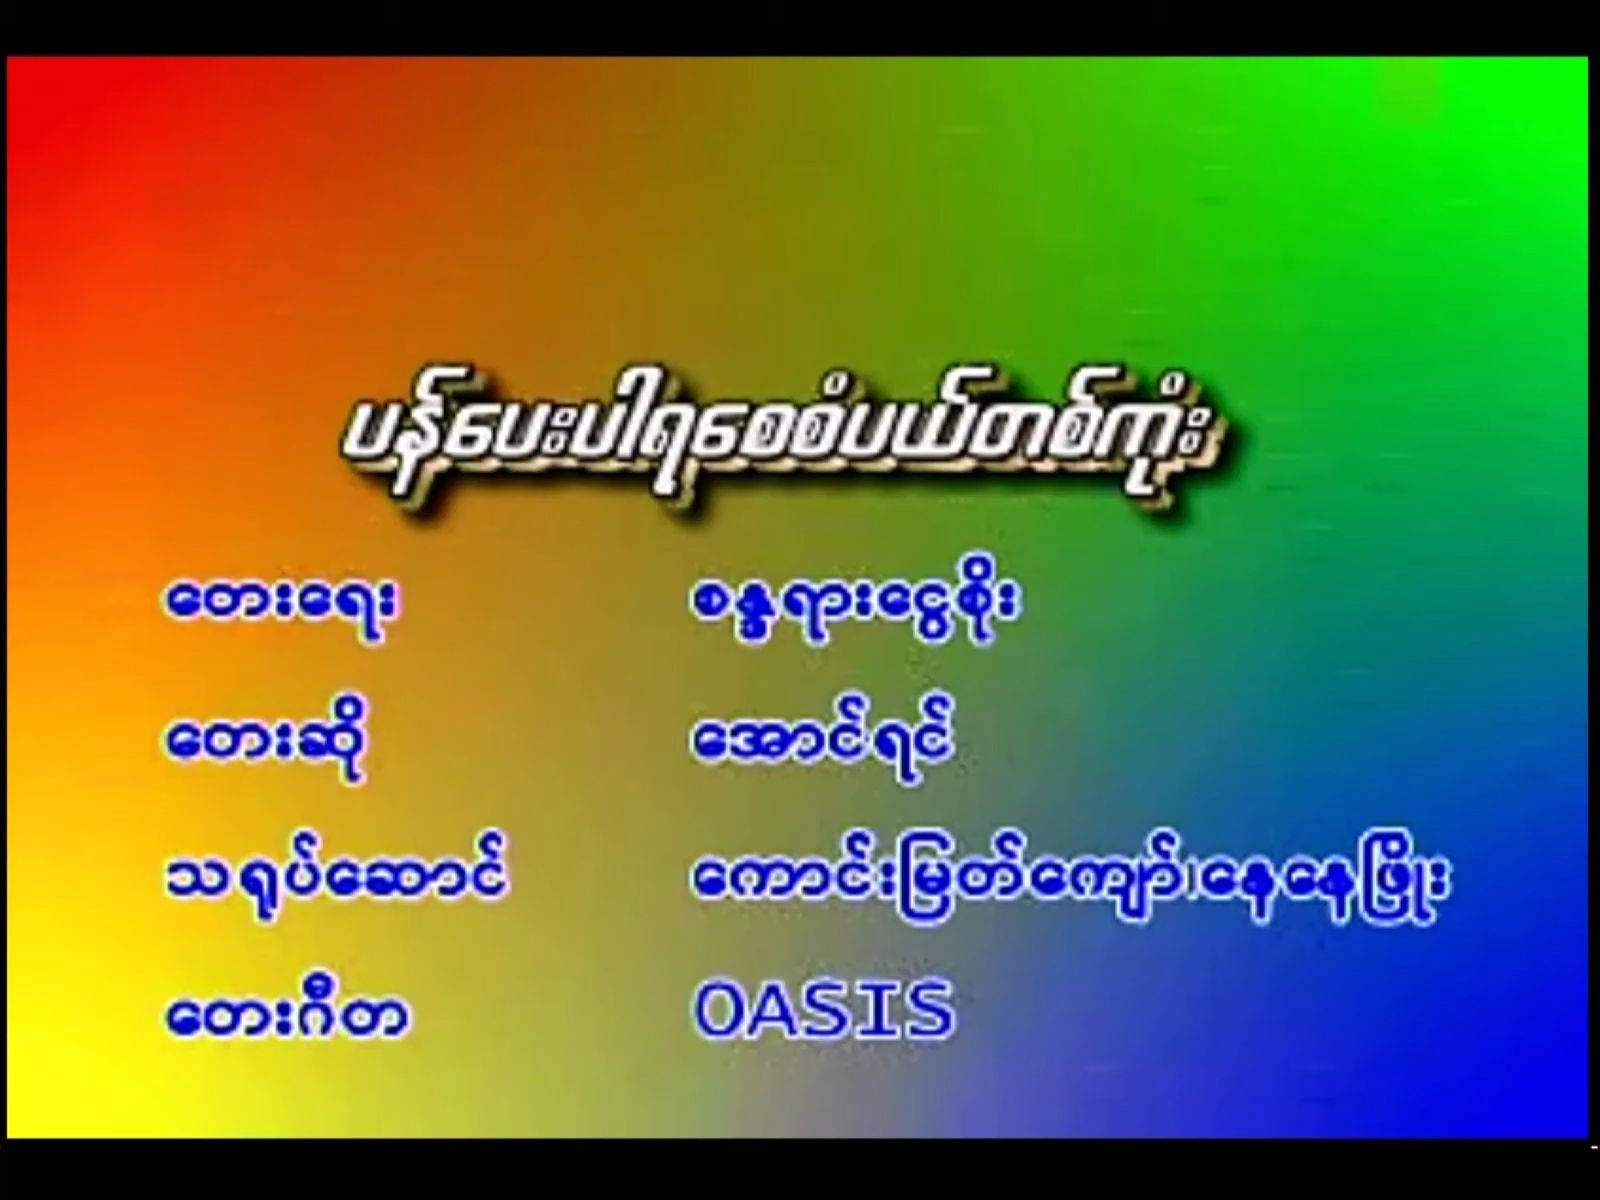 ပန်ပေးပါရစေစံပယ်တစ်ကုံး
တေးရေး စန္ဒရားငွေစိုး
တေးဆို အောင်ရင်
သရုပ်ဆောင် ကောင်းမြတ်ကျော်၊နေနေဖြိုး
တေးဂီတ OASIS